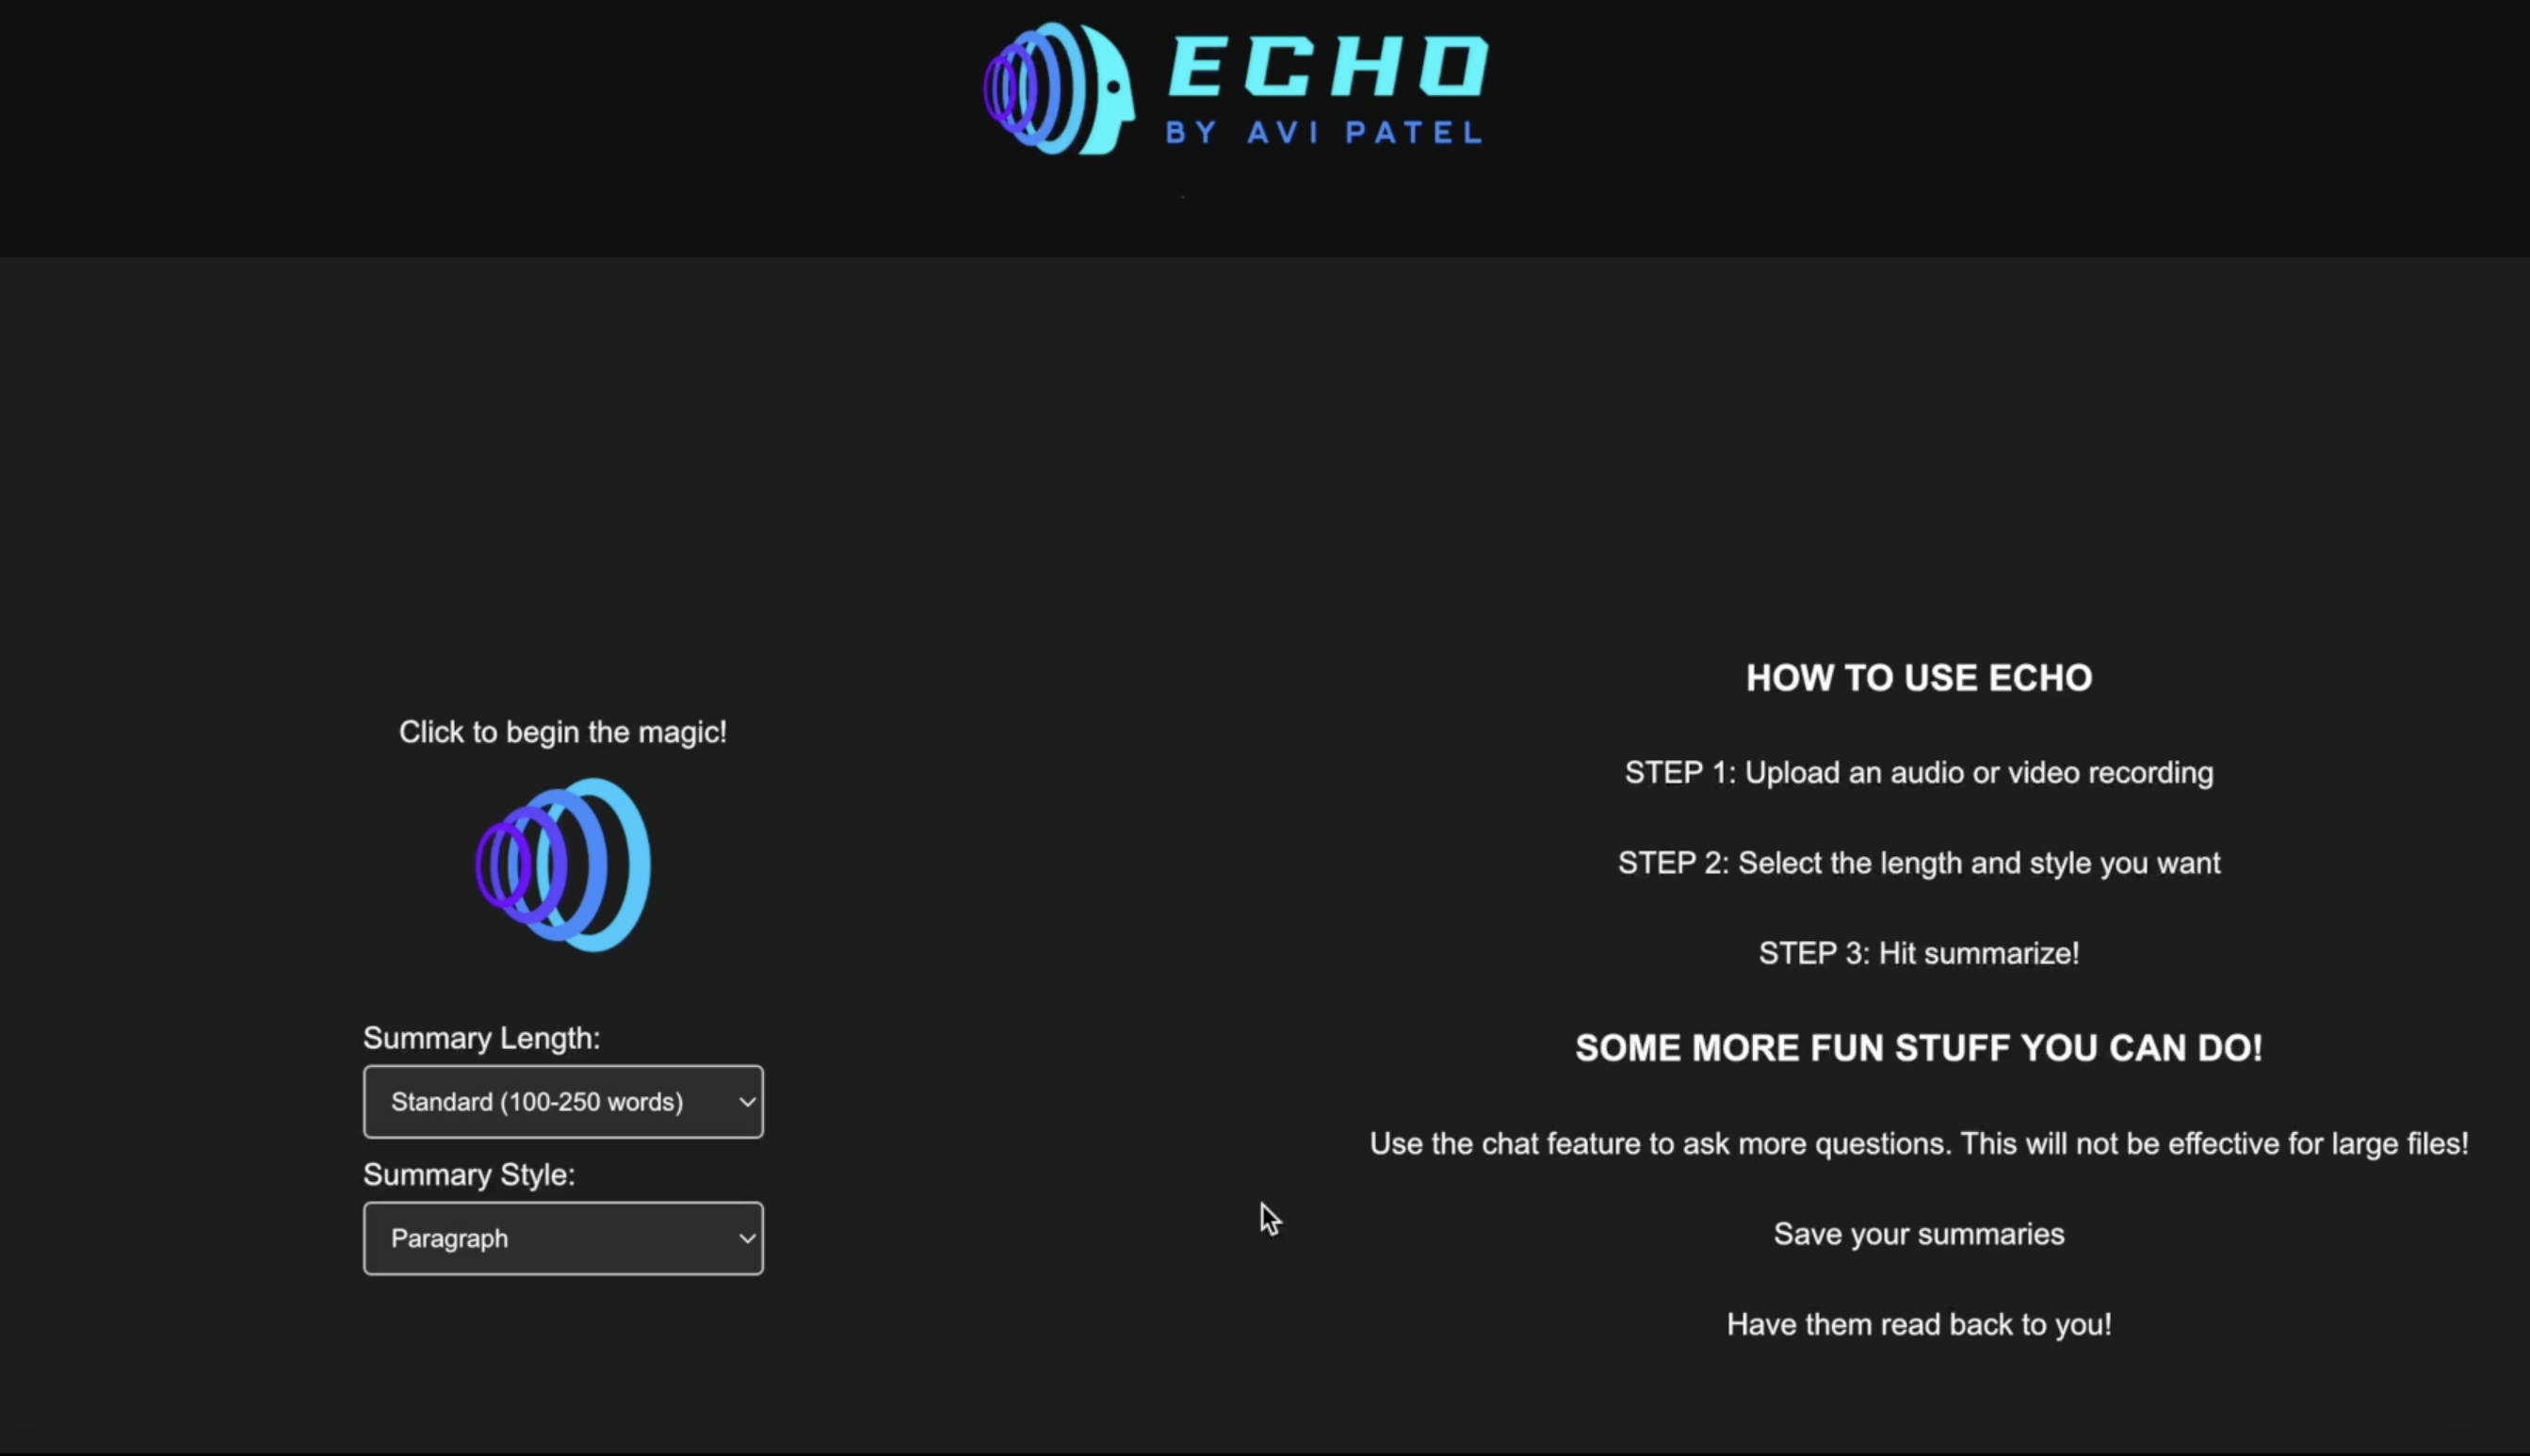 ECHO
BY AVI PATEL
Click to begin the magic!
Summary Length:
Standard (100-250 words)
Summary Style:
Paragraph
HOW TO USE ECHO
STEP 1: Upload an audio or video recording
STEP 2: Select the length and style you want
STEP 3: Hit summarize!
SOME MORE FUN STUFF YOU CAN DO!
Use the chat feature to ask more questions. This will not be effective for large files!
Save your summaries
Have them read back to you!